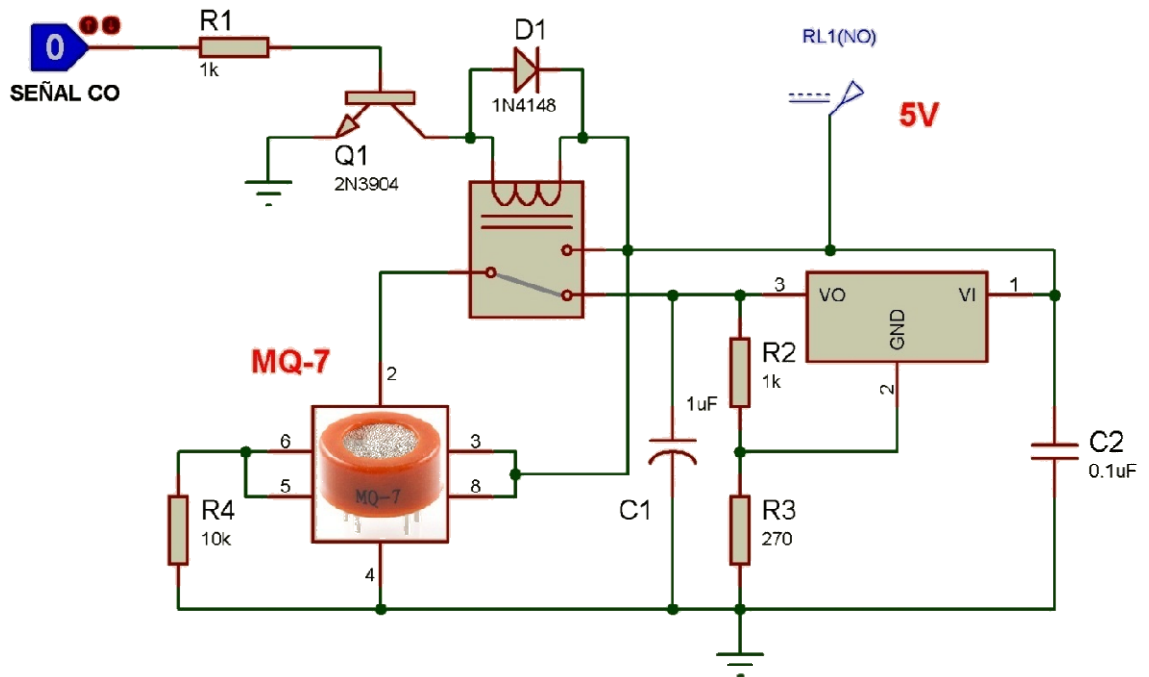 0
SEÑAL CO
R1
1k
Q1
2N3904
D1
1N4148
RL1(NO)
5V
3
VO
VI
1
GND
2
R2
1k
1uF
C1
R3
270
C2
0.1uF
MQ-7
2
6
3
5
8
MQ-7
4
R4
10k